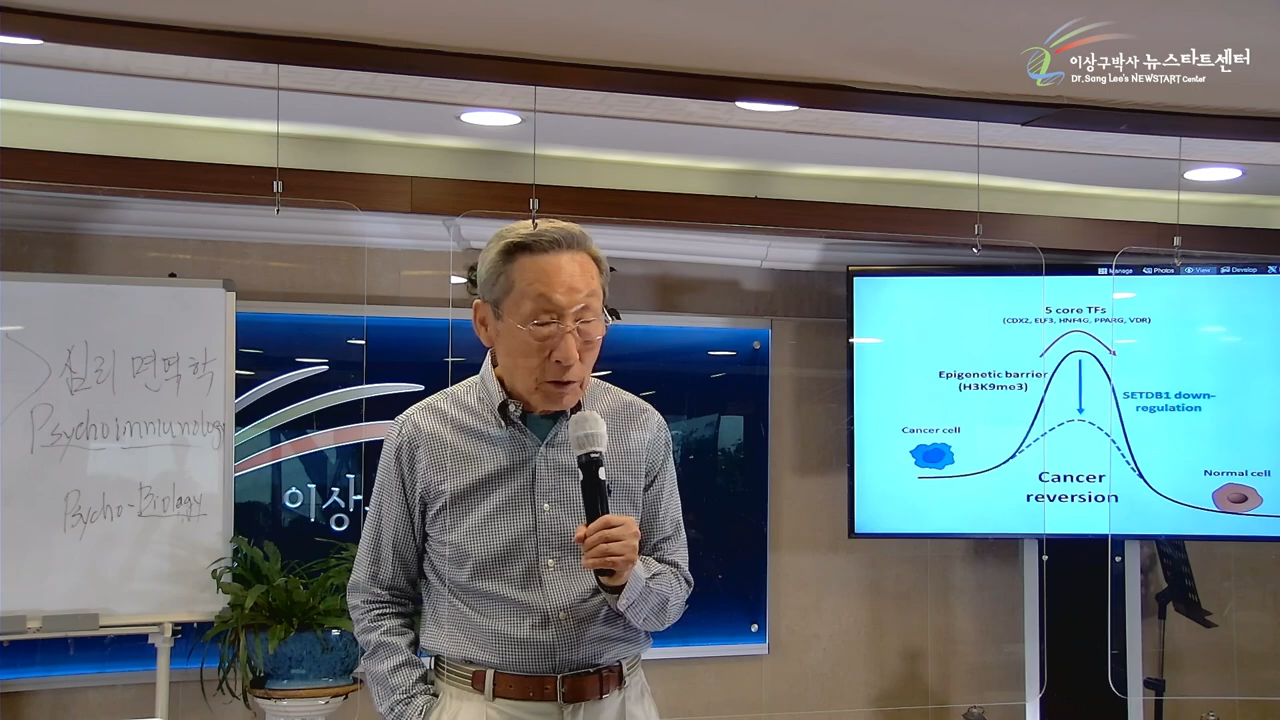 이상구박사 뉴스타트센터
Dr. Sang Lee's NEWSTART Center
심리 면역학
Psychoimmunology
Psycho-Biology
이상
Manage Photos View Develop
5 core TFs
(CDX2, ELF3, HNF4G, PPARG, VDR)
Epigenetic barrier
(H3K9me3)
SETDB1 down-
regulation
Cancer cell
Cancer
reversion
Normal cell